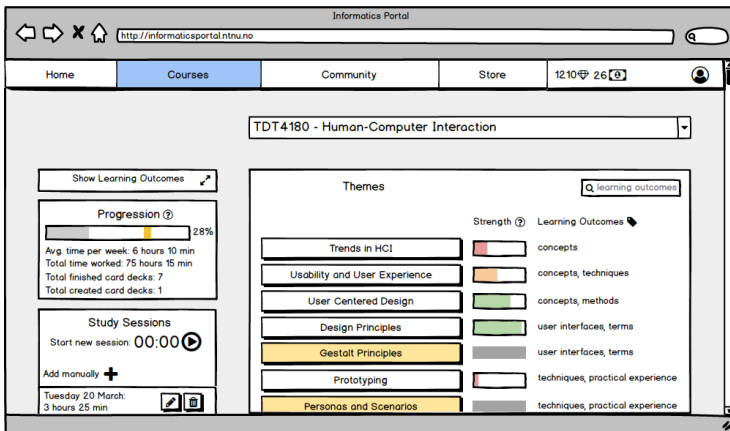 Informatics Portal
http://informaticsportal.ntnu.no
Home Courses Community Store 1210 26
TDT4180 - Human-Computer Interaction
Show Learning Outcomes
Progression
28%
Avg. time per week: 6 hours 10 min
Total time worked: 75 hours 15 min
Total finished card decks: 7
Total created card decks: 1
Study Sessions
Start new session: 00:00
Add manually
Tuesday 20 March:
3 hours 25 min
Themes
learning outcomes
Strength ? Learning Outcomes
Trends in HCI concepts
Usability and User Experience concepts, techniques
User Centered Design concepts, methods
Design Principles user interfaces, terms
Gestalt Principles user interfaces, terms
Prototyping techniques, practical experience
Personas and Scenarios techniques, practical experience